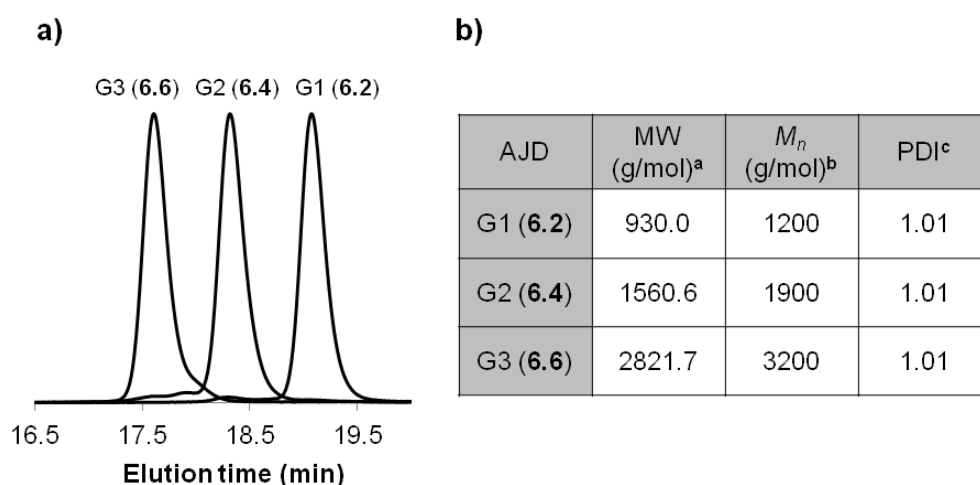 a)
G3 (6.6) G2 (6.4) G1 (6.2)
16.5 17.5 18.5 19.5
Elution time (min)
b)
AJD MW (g/mol)a Mn (g/mol)b PDIc
G1 (6.2) 930.0 1200 1.01
G2 (6.4) 1560.6 1900 1.01
G3 (6.6) 2821.7 3200 1.01